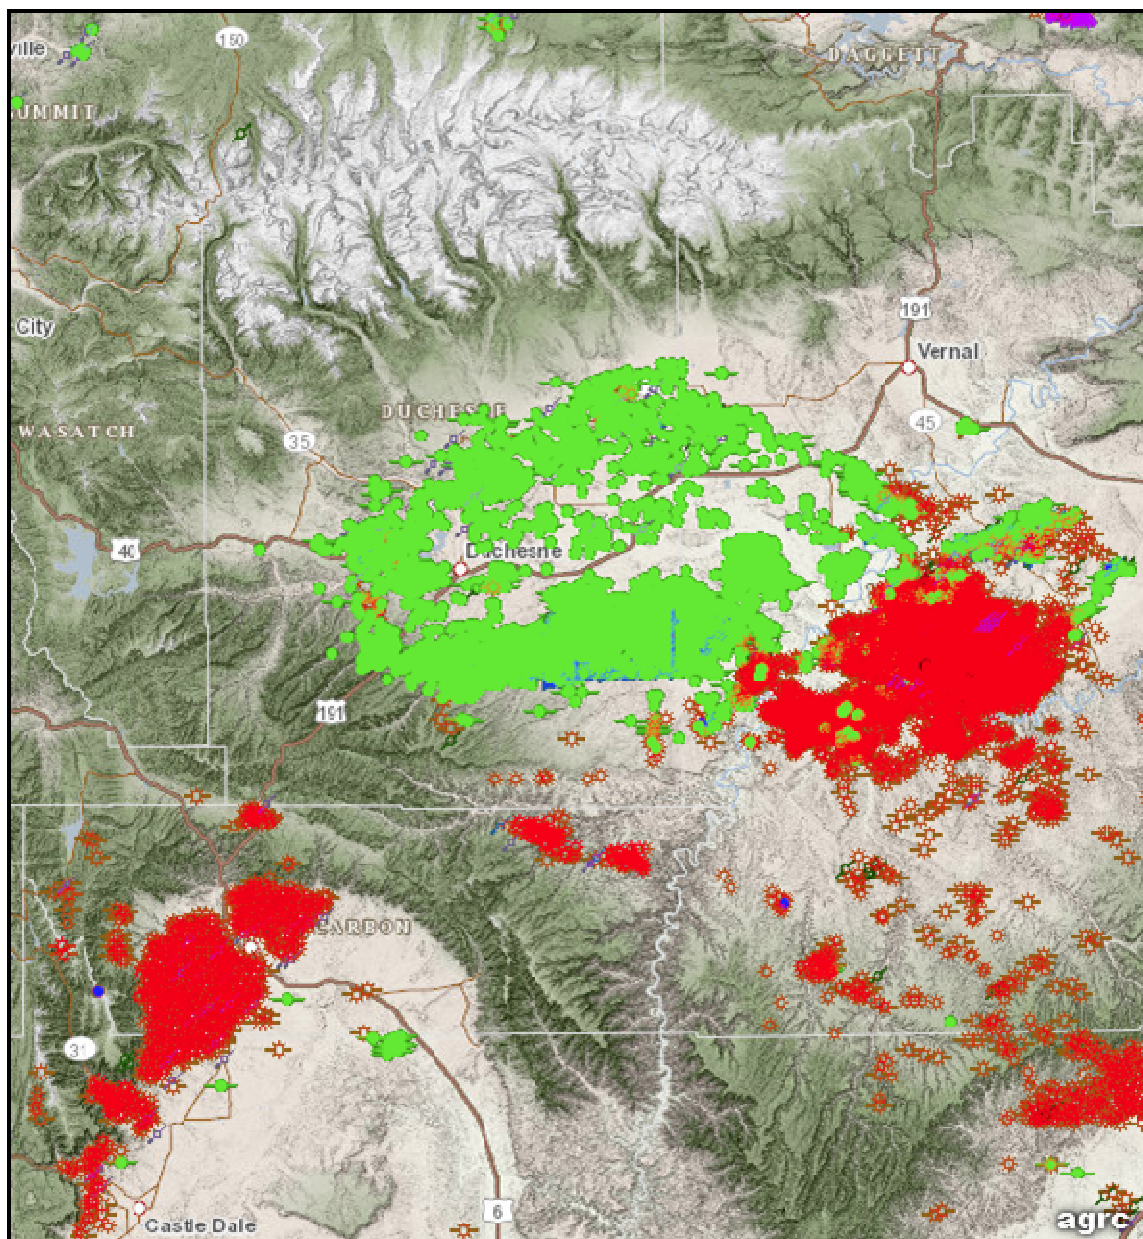 150
ville
DAGGETT
SUMMIT
191
City
Vernal
DUCHESNE
45
WASATCH
35
40
Duchesne
191
CARBON
31
6
Castle Dale
agrc